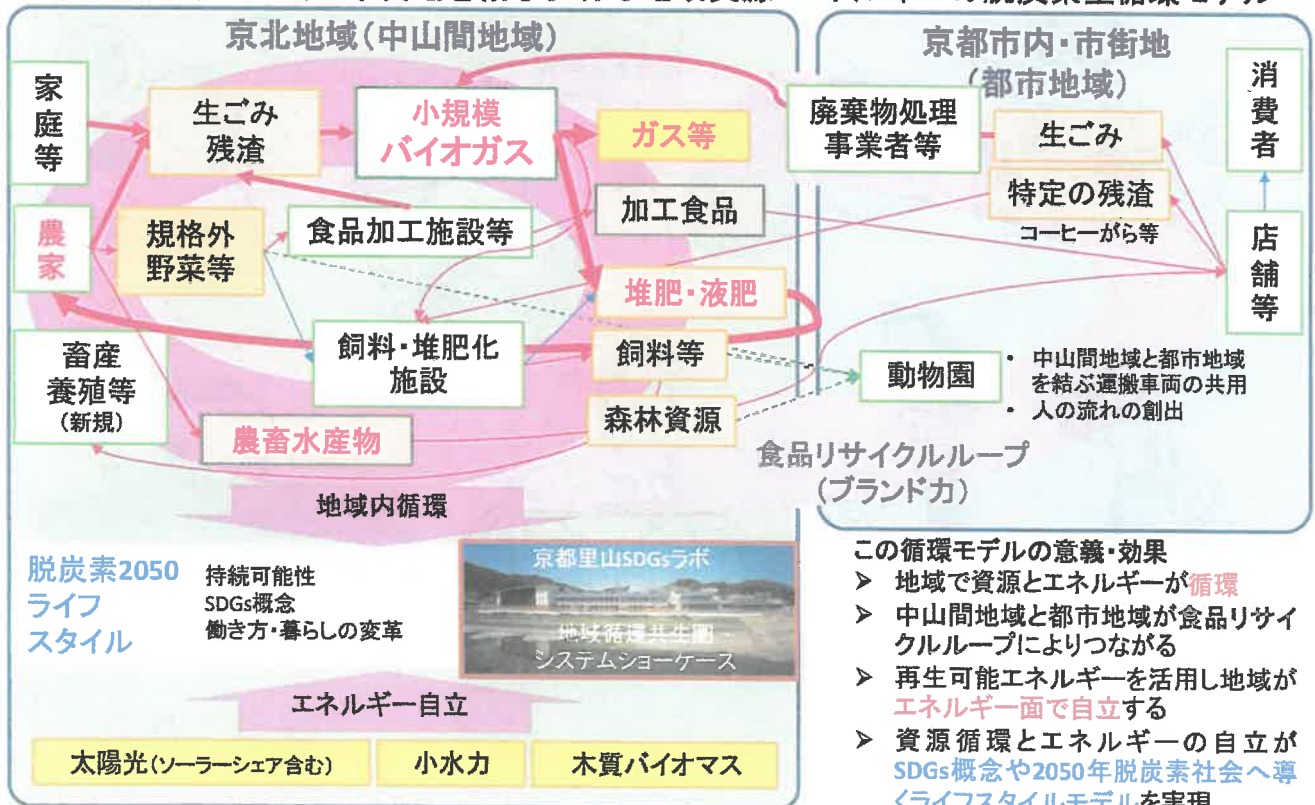 京北地域(中山間地域)
家庭等
生ごみ
残渣
小規模
バイオガス
ガス等
農家
規格外
野菜等
食品加工施設等
加工食品
堆肥・液肥
畜産
養殖等
(新規)
飼料・堆肥化
施設
飼料等
森林資源
農畜水産物
京都市内・市街地
(都市地域)
廃棄物処理
事業者等
生ごみ
特定の残渣
コーヒーがら等
消費者
店舗等
動物園
・ 中山間地域と都市地域
を結ぶ運搬車両の共用
・ 人の流れの創出
食品リサイクルループ
(ブランド力)
地域内循環
脱炭素2050
ライフ
スタイル
持続可能性
SDGs概念
働き方・暮らしの変革
京都里山SDGsラボ
地域循環共生圏
システムショーケース
エネルギー自立
太陽光(ソーラーシェア含む)
小水力
木質バイオマス
この循環モデルの意義・効果
➢ 地域で資源とエネルギーが循環
➢ 中山間地域と都市地域が食品リサイ
クルループによりつながる
➢ 再生可能エネルギーを活用し地域が
エネルギー面で自立する
➢ 資源循環とエネルギーの自立が
SDGs概念や2050年脱炭素社会へ導
くライフスタイルモデルを実現